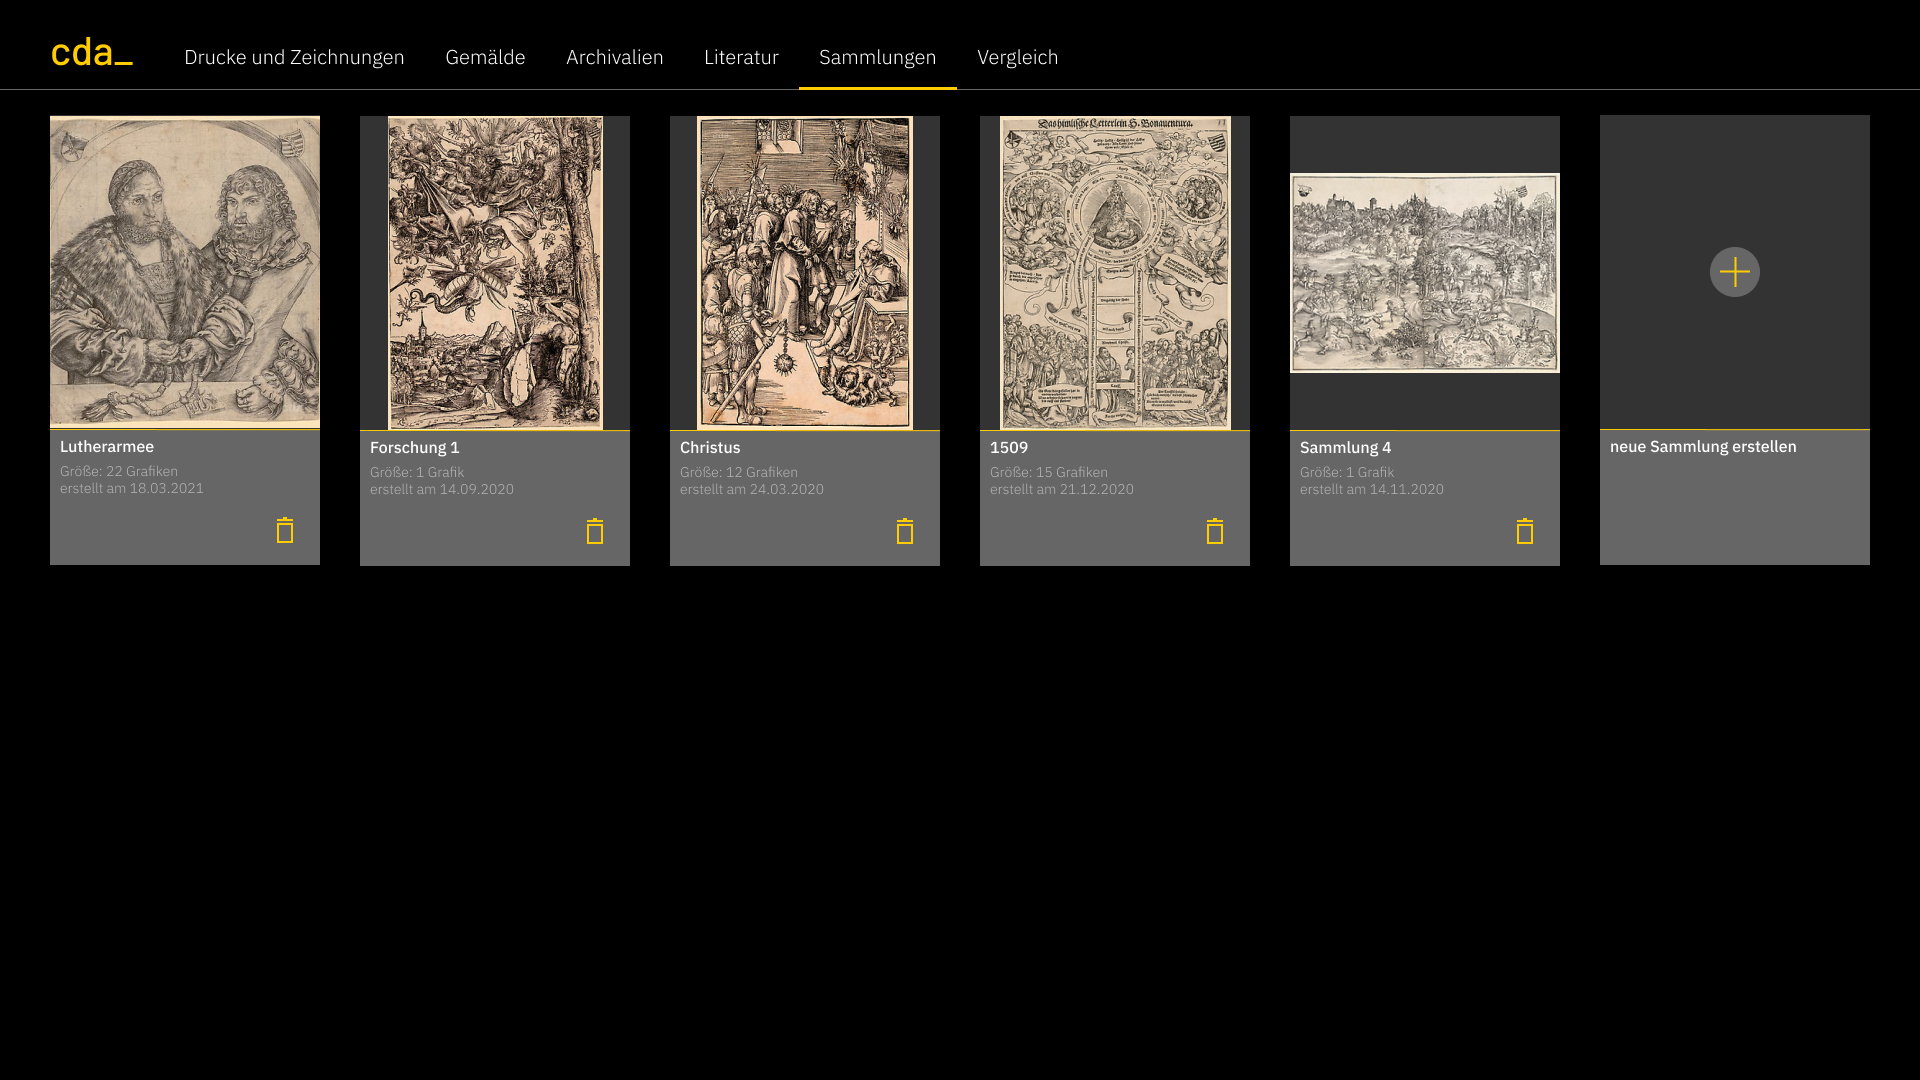 cda_
Drucke und Zeichnungen
Gemälde
Archivalien
Literatur
Sammlungen
Vergleich
Das himlische Letterlein S. Bonauentura.
Lutherarmee
Größe: 22 Grafiken
erstellt am 18.03.2021
Forschung 1
Größe: 1 Grafik
erstellt am 14.09.2020
Christus
Größe: 12 Grafiken
erstellt am 24.03.2020
1509
Größe: 15 Grafiken
erstellt am 21.12.2020
Sammlung 4
Größe: 1 Grafik
erstellt am 14.11.2020
neue Sammlung erstellen